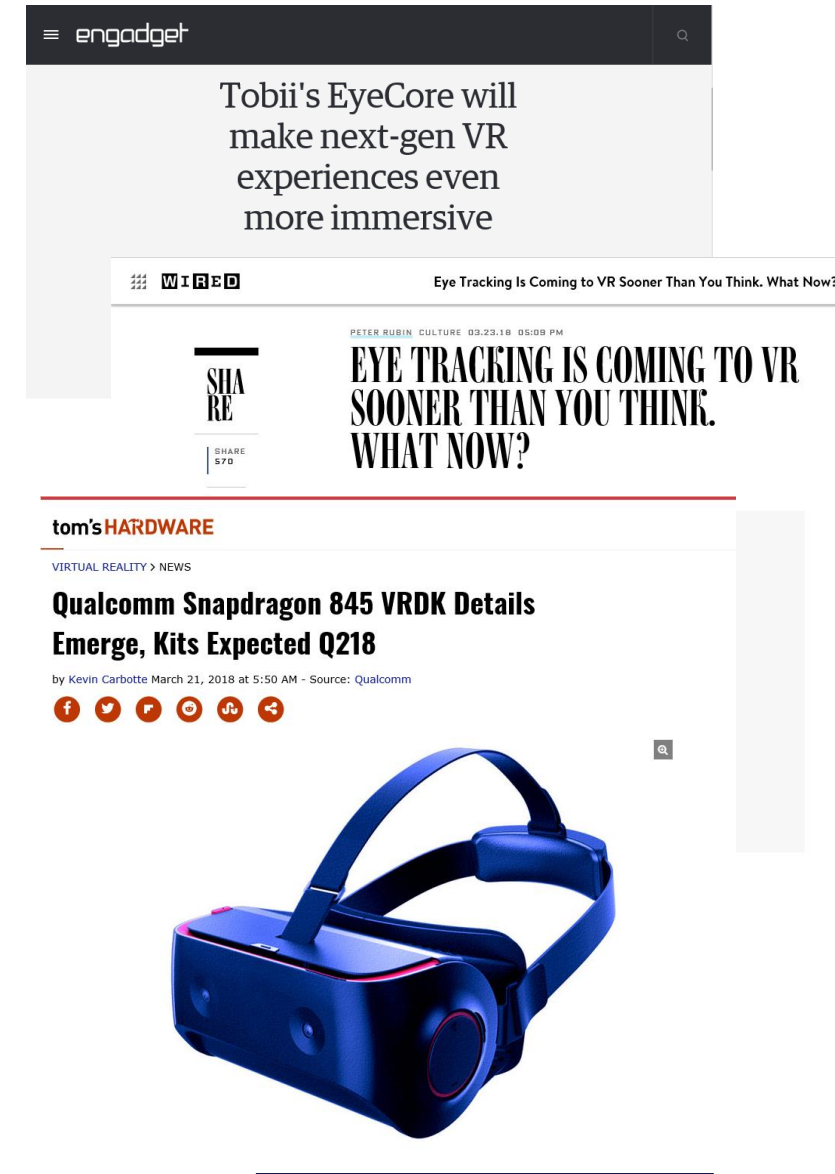 engadget
Tobii's EyeCore will
make next-gen VR
experiences even
more immersive
WIRED
Eye Tracking Is Coming to VR Sooner Than You Think. What Now?
PETER RUBIN CULTURE 03.23.18 05:09 PM
EYE TRACKING IS COMING TO VR
SOONER THAN YOU THINK.
WHAT NOW?
SHA
RE
SHARE
570
tom's HARDWARE
VIRTUAL REALITY > NEWS
Qualcomm Snapdragon 845 VRDK Details
Emerge, Kits Expected Q218
by Kevin Carbotte March 21, 2018 at 5:50 AM - Source: Qualcomm